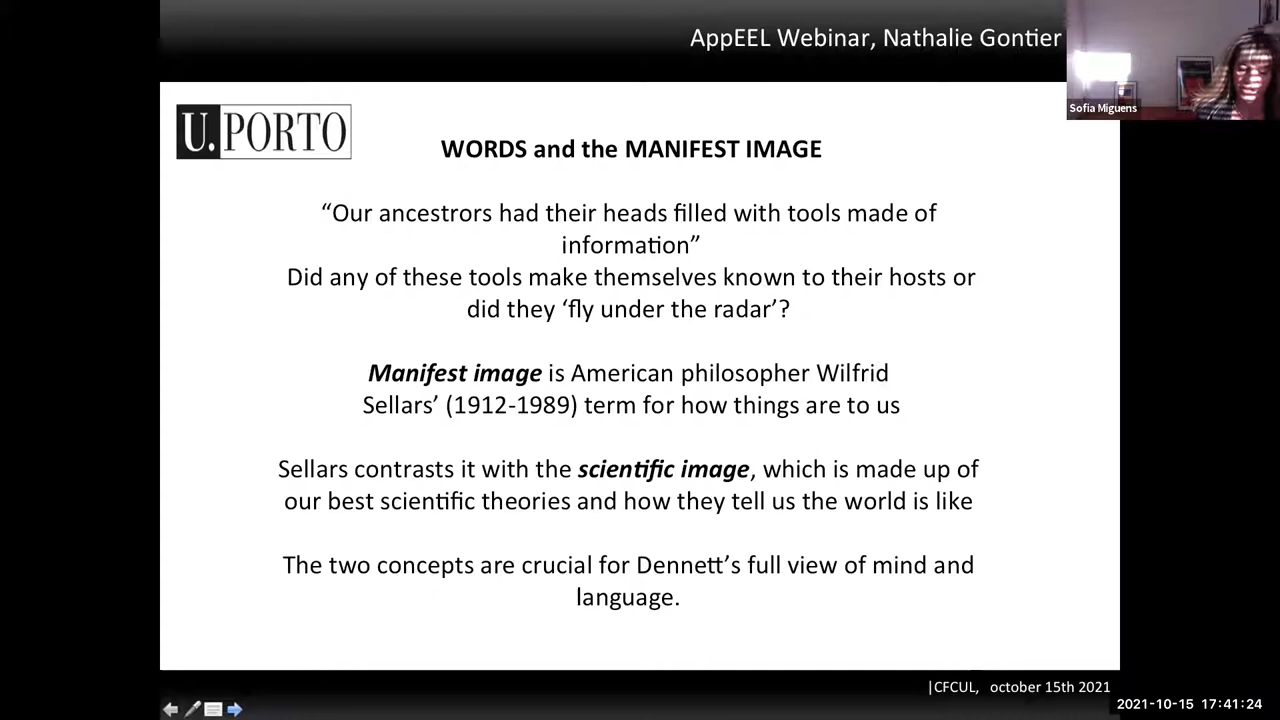 AppEEL Webinar, Nathalie Gontier
Sofia Miguens
U.PORTO
WORDS and the MANIFEST IMAGE
“Our ancestrors had their heads filled with tools made of
information”
Did any of these tools make themselves known to their hosts or
did they ‘fly under the radar’?
Manifest image is American philosopher Wilfrid
Sellars’ (1912-1989) term for how things are to us
Sellars contrasts it with the scientific image, which is made up of
our best scientific theories and how they tell us the world is like
The two concepts are crucial for Dennett’s full view of mind and
language.
|CFCUL, october 15th 2021
2021-10-15 17:41:24